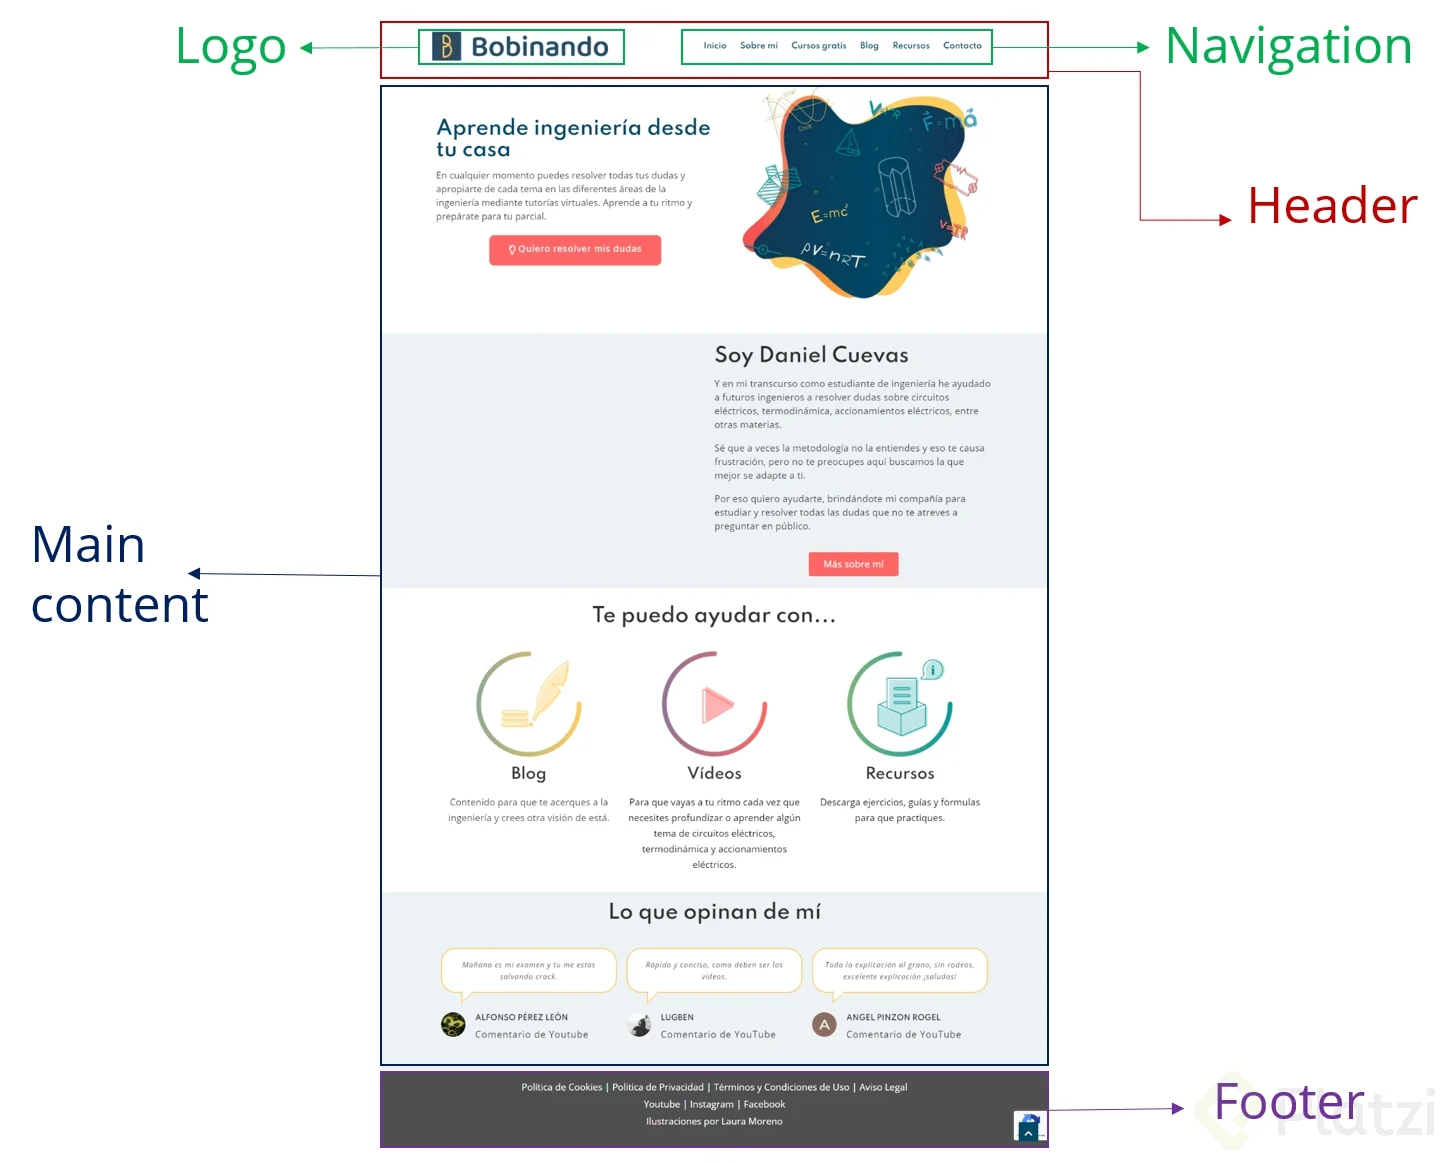 Logo
Bobinando
Inicio Sobre mí Cursos gratis Blog Recursos Contacto
Navigation
Header
Aprende ingeniería desde
tu casa
En cualquier momento puedes resolver todas tus dudas y
apropiarte de cada tema en las diferentes áreas de la
ingeniería mediante tutorías virtuales. Aprende a tu ritmo y
prepárate para tu parcial.
Quiero resolver mis dudas
F=ma
E=mc²
PV=nRT
Soy Daniel Cuevas
Y en mi transcurso como estudiante de ingeniería he ayudado
a futuros ingenieros a resolver dudas sobre circuitos
eléctricos, termodinámica, accionamientos eléctricos, entre
otras materias.
Sé que a veces la metodología no la entiendes y eso te causa
frustración, pero no te preocupes aquí buscamos la que
mejor se adapte a ti.
Por eso quiero ayudarte, brindándote mi compañía para
estudiar y resolver todas las dudas que no te atreves a
preguntar en público.
Más sobre mí
Main
content
Te puedo ayudar con...
Blog
Contenido para que te acerques a la
ingeniería y crees otra visión de está.
Vídeos
Para que vayas a tu ritmo cada vez que
necesites profundizar o aprender algún
tema de circuitos eléctricos,
termodinámica y accionamientos
eléctricos.
Recursos
Descarga ejercicios, guías y formulas
para que practiques.
Lo que opinan de mí
Mañana es mi examen y tu me estas
salvando crack.
ALFONSO PÉREZ LEÓN
Comentario de Youtube
Rápido y conciso, como deben ser los
videos.
LUGBEN
Comentario de YouTube
Toda la explicación al grano, sin rodeos,
excelente explicación ¡saludos!
A
ANGEL PINZON ROGEL
Comentario de YouTube
Política de Cookies | Politica de Privacidad | Términos y Condiciones de Uso | Aviso Legal
Youtube | Instagram | Facebook
Ilustraciones por Laura Moreno
Footer
Platzi